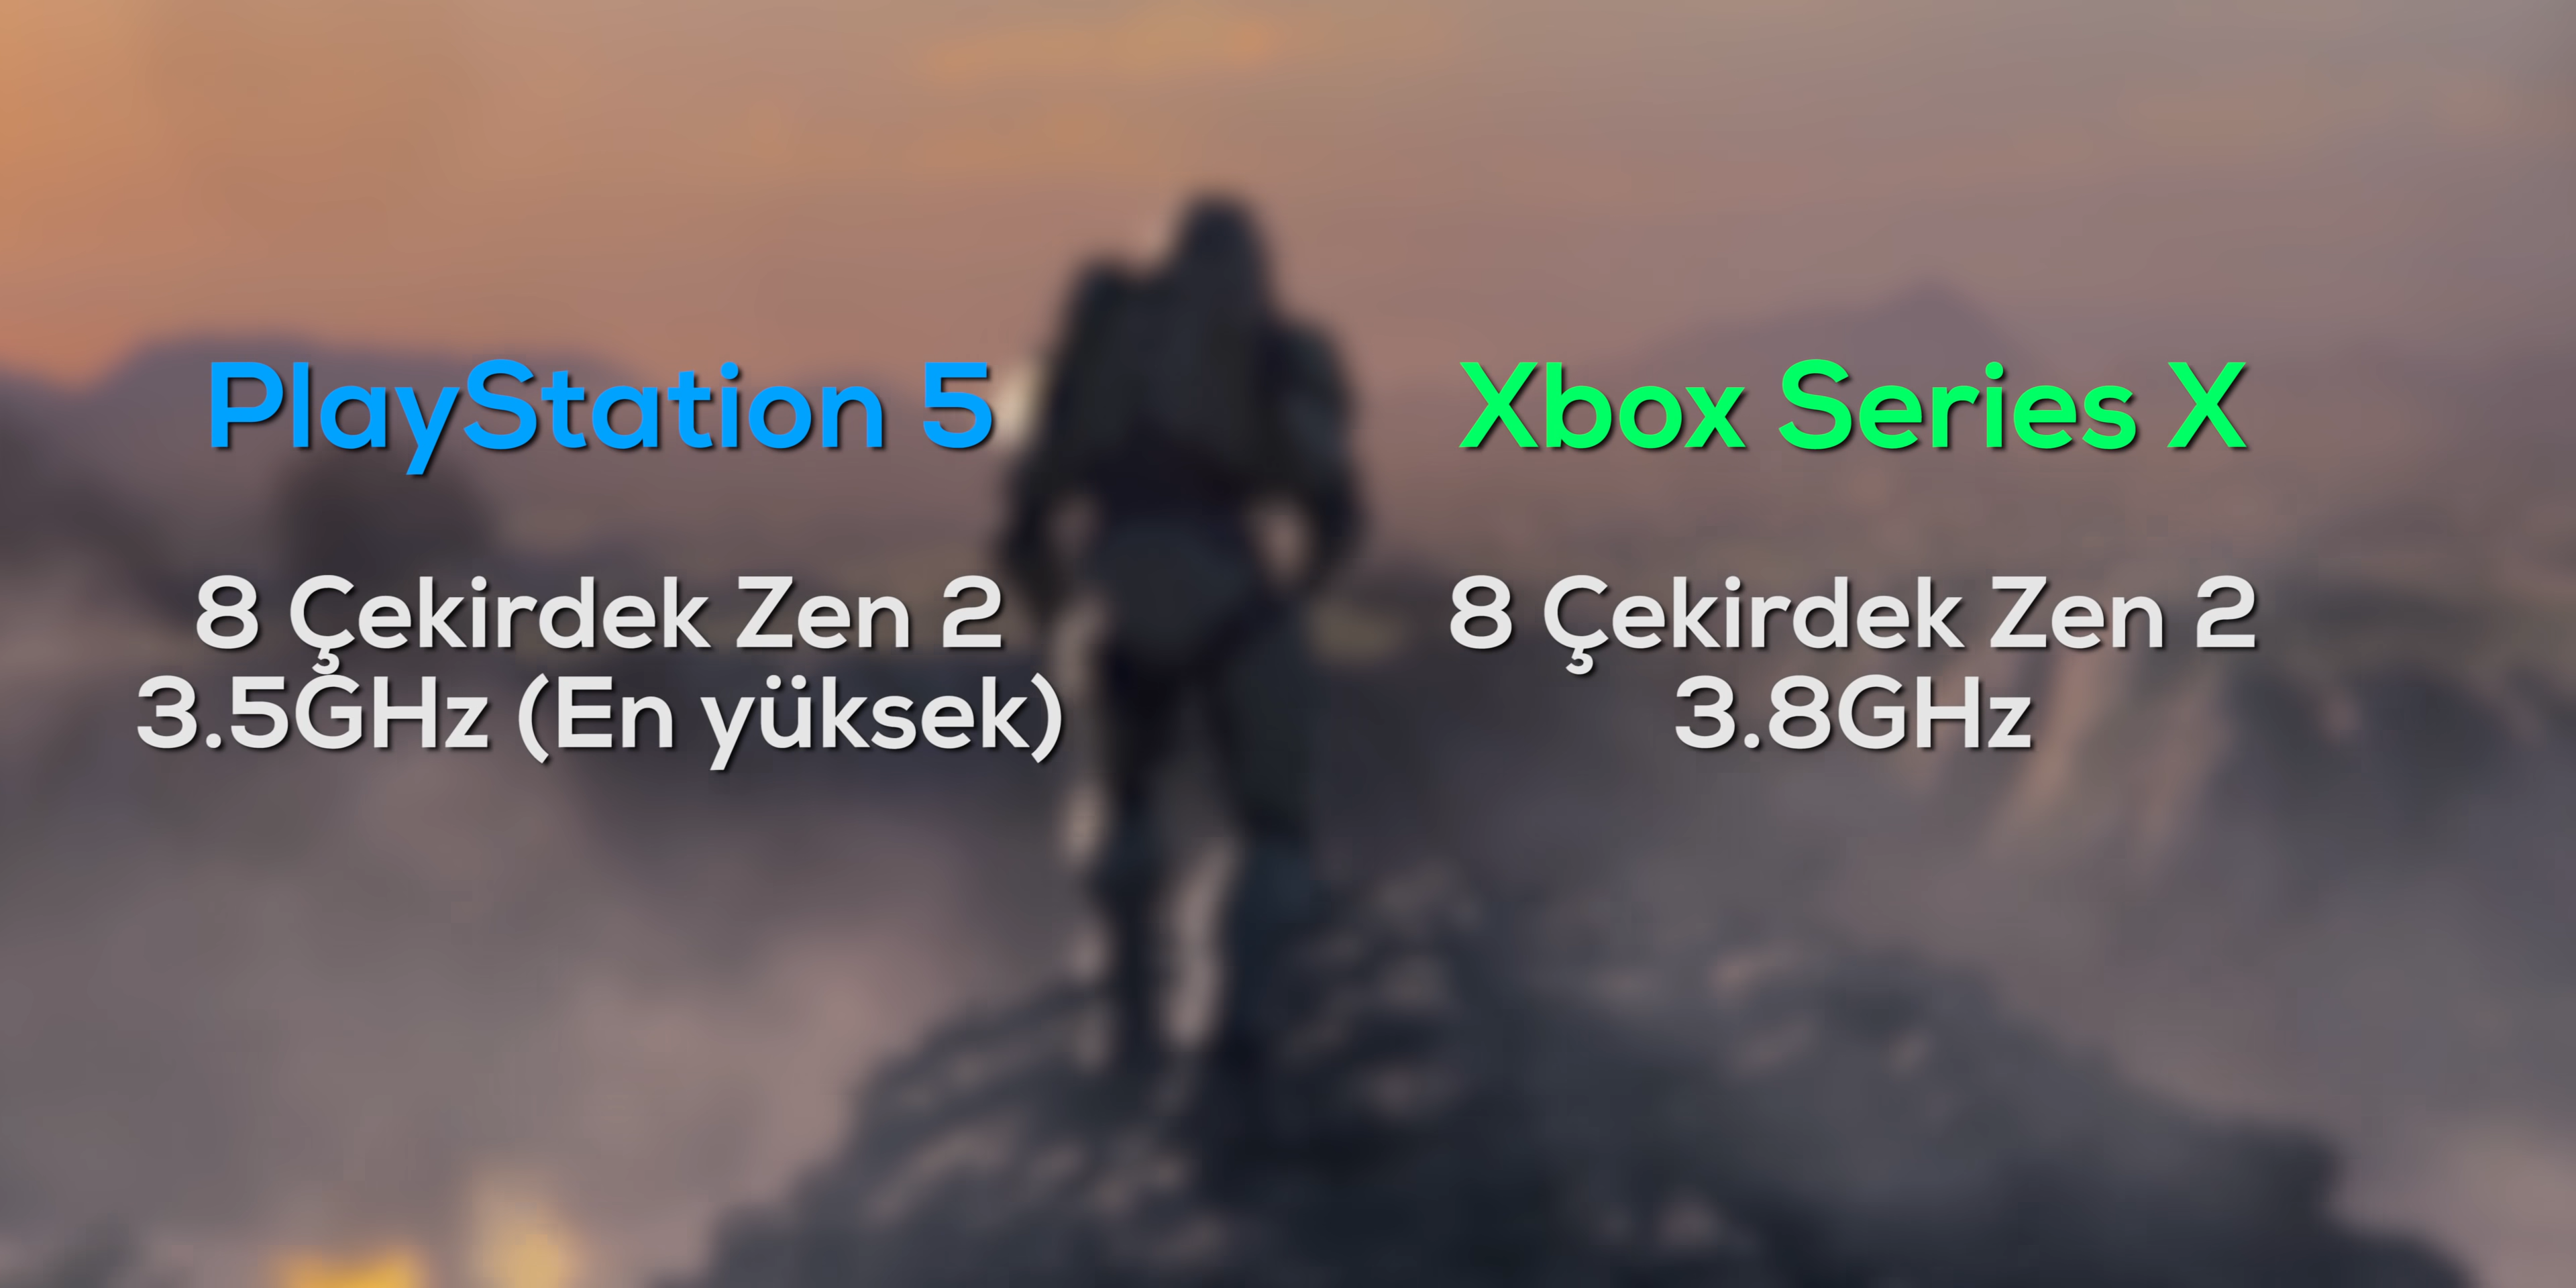 PlayStation 5
8 Çekirdek Zen 2
3.5GHz (En yüksek)
Xbox Series X
8 Çekirdek Zen 2
3.8GHz